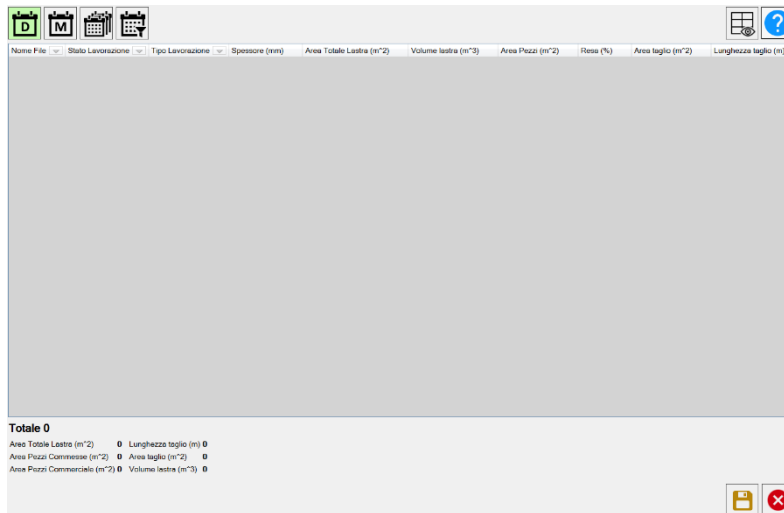 D M ?
Nome File Stato Lavorazione Tipo Lavorazione Spessore (mm) Area Totale Lastra (m^2) Volume lastra (m^3) Area Pezzi (m^2) Resa (%) Area taglio (m^2) Lunghezza taglio (m)
Totale 0
Area Totale Lastra (m^2) 0 Lunghezza taglio (m) 0
Area Pezzi Commesse (m^2) 0 Area taglio (m^2) 0
Area Pezzi Commerciale (m^2) 0 Volume lastra (m^3) 0